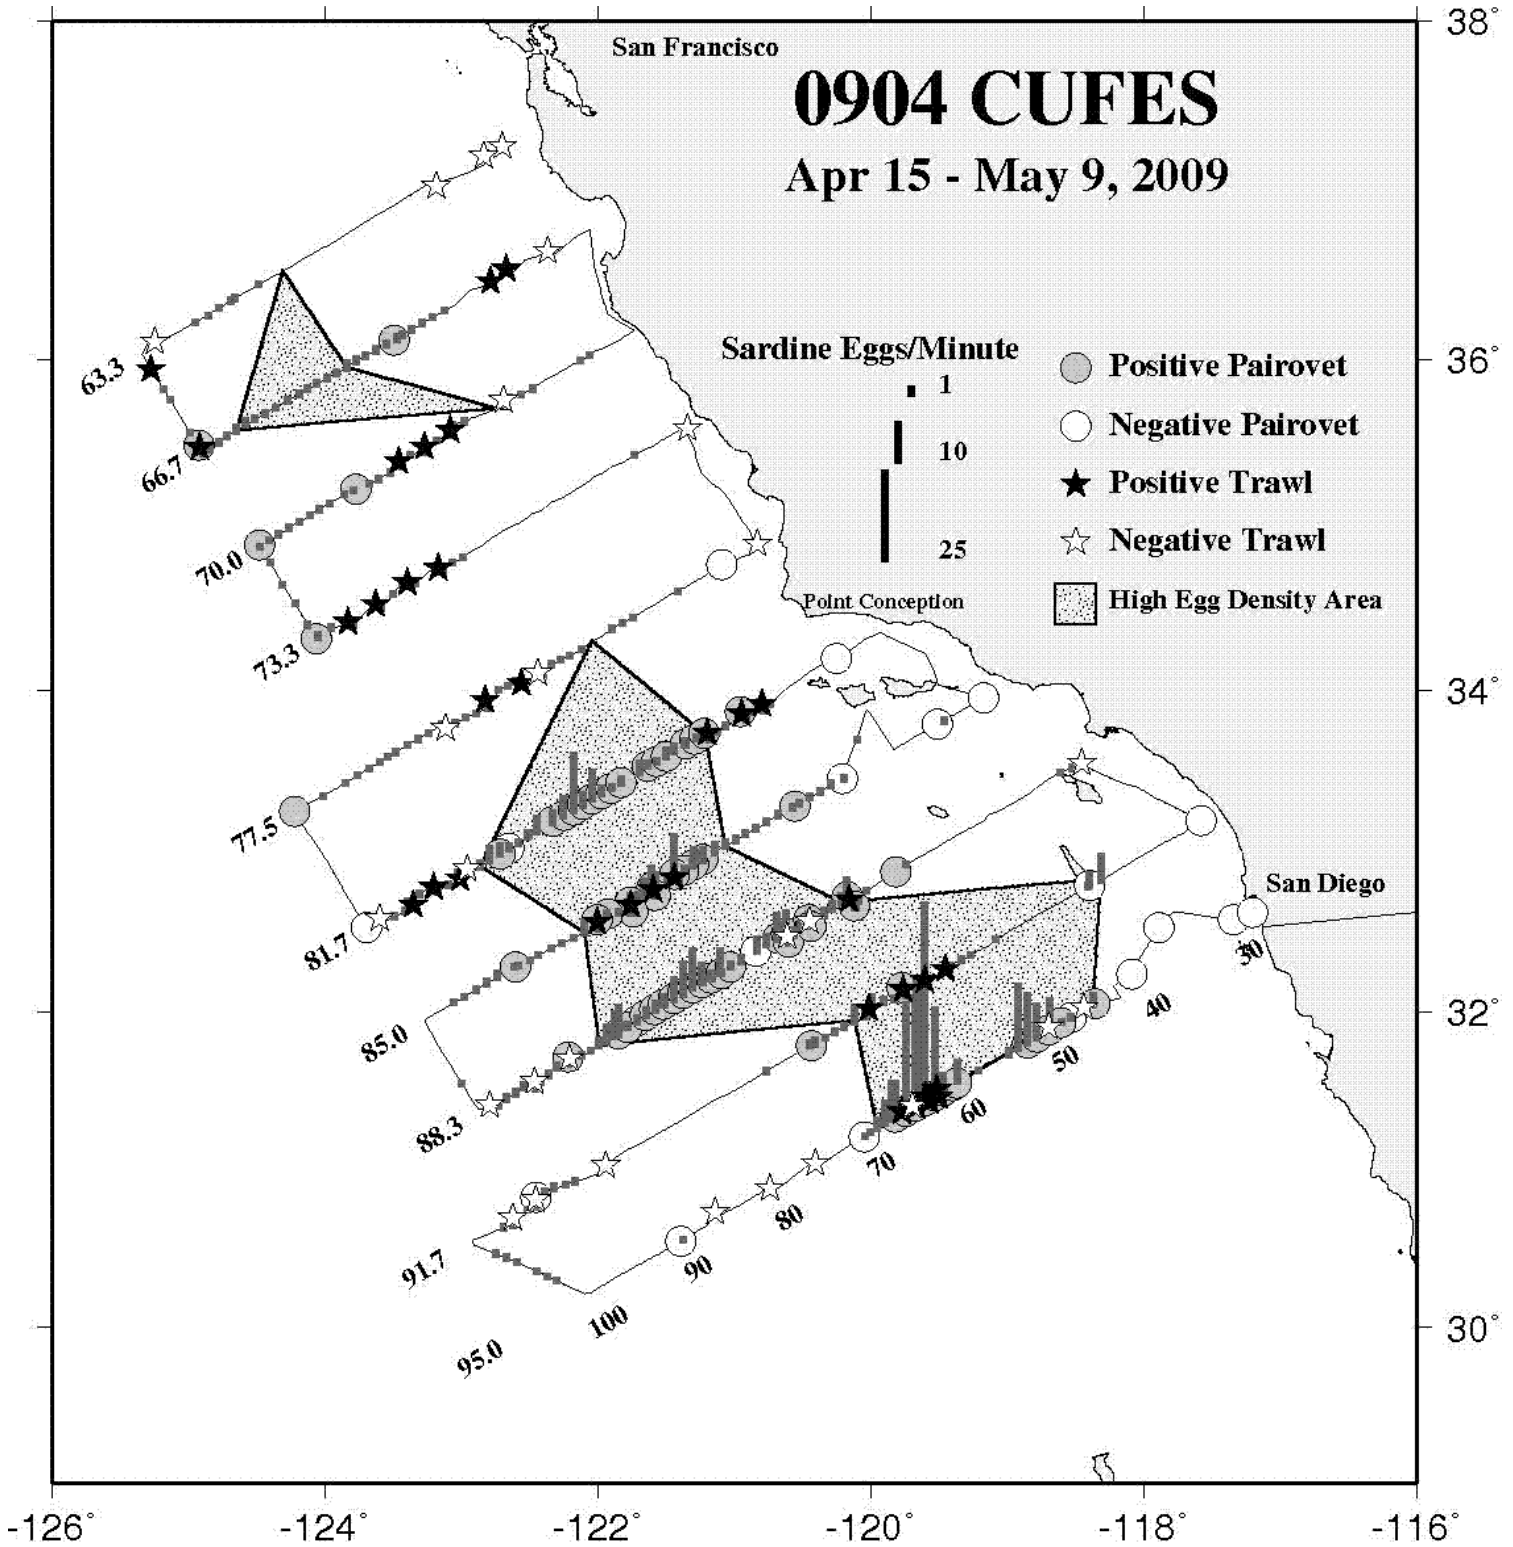 38°
San Francisco
0904 CUFES
Apr 15 - May 9, 2009
Sardine Eggs/Minute
1
10
25
Positive Pairovet
Negative Pairovet
Positive Trawl
Negative Trawl
High Egg Density Area
36°
63.3
66.7
70.0
73.3
Point Conception
34°
77.5
81.7
San Diego
30
40
50
60
70
80
90
100
85.0
88.3
91.7
95.0
32°
30°
-126°
-124°
-122°
-120°
-118°
-116°